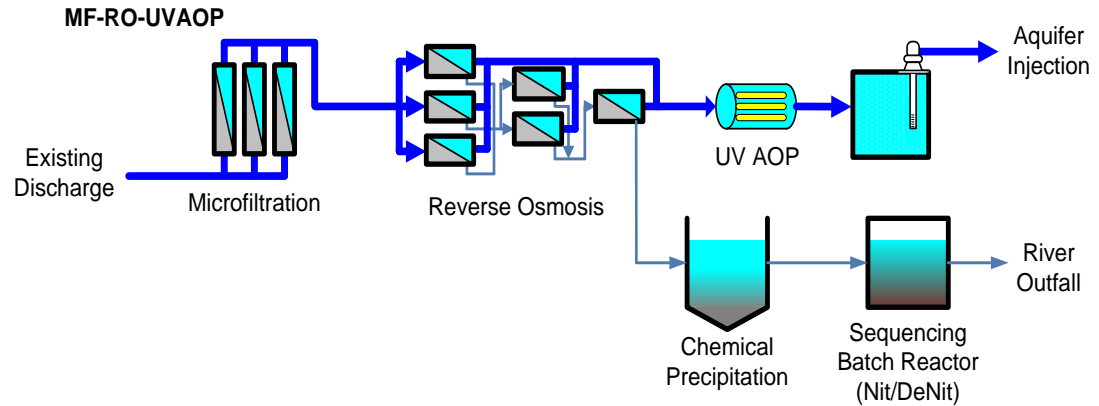 MF-RO-UVAOP
Aquifer
Injection
Existing
Discharge
Microfiltration
Reverse Osmosis
UV AOP
River
Outfall
Chemical
Precipitation
Sequencing
Batch Reactor
(Nit/DeNit)